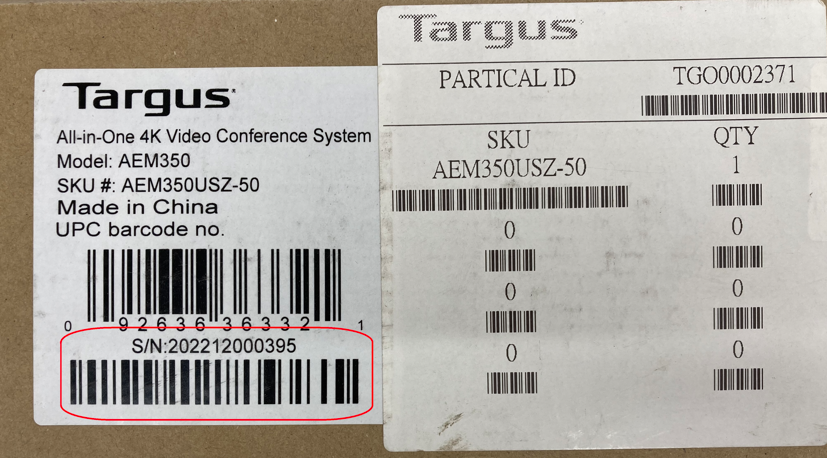 Targus
All-in-One 4K Video Conference System
Model: AEM350
SKU #: AEM350USZ-50
Made in China
UPC barcode no.
0 92636 36332 1
S/N:202212000395
Targus
PARTICAL ID TGO0002371
SKU QTY
AEM350USZ-50 1
0 0
0 0
0 0